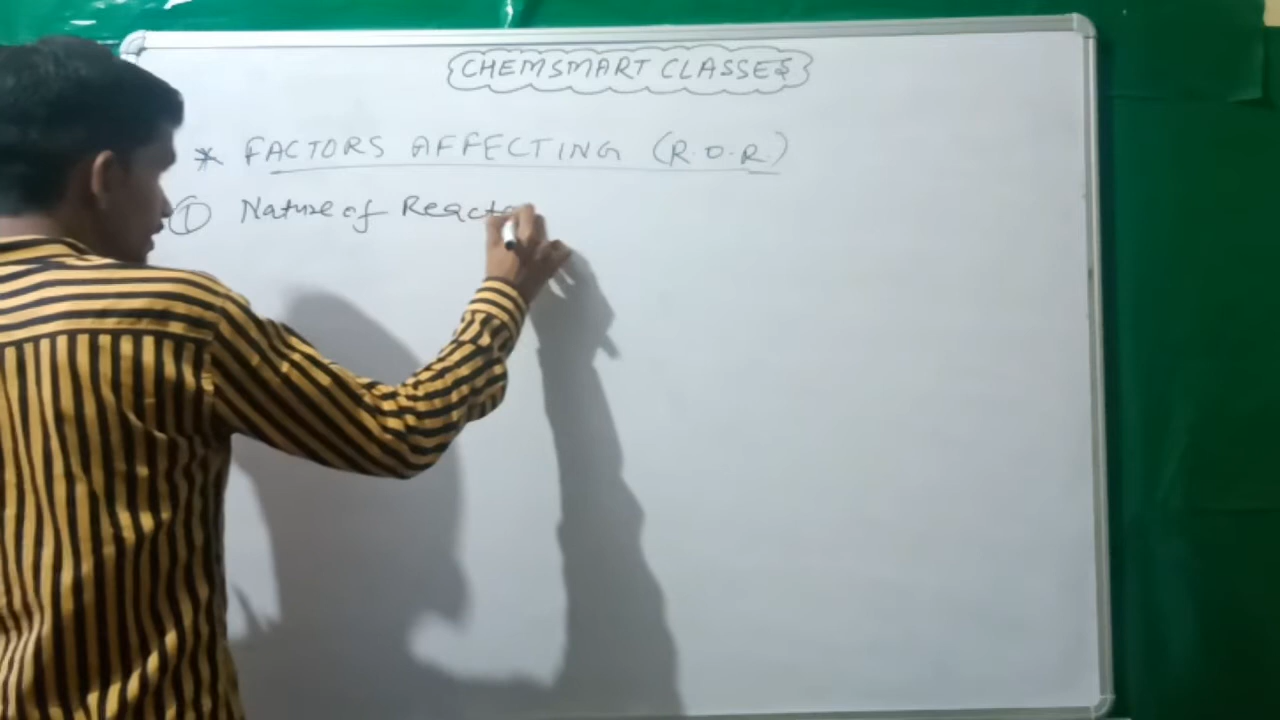 CHEMSMART CLASSES
* FACTORS AFFECTING (R.O.R.)
① Nature of Reacta